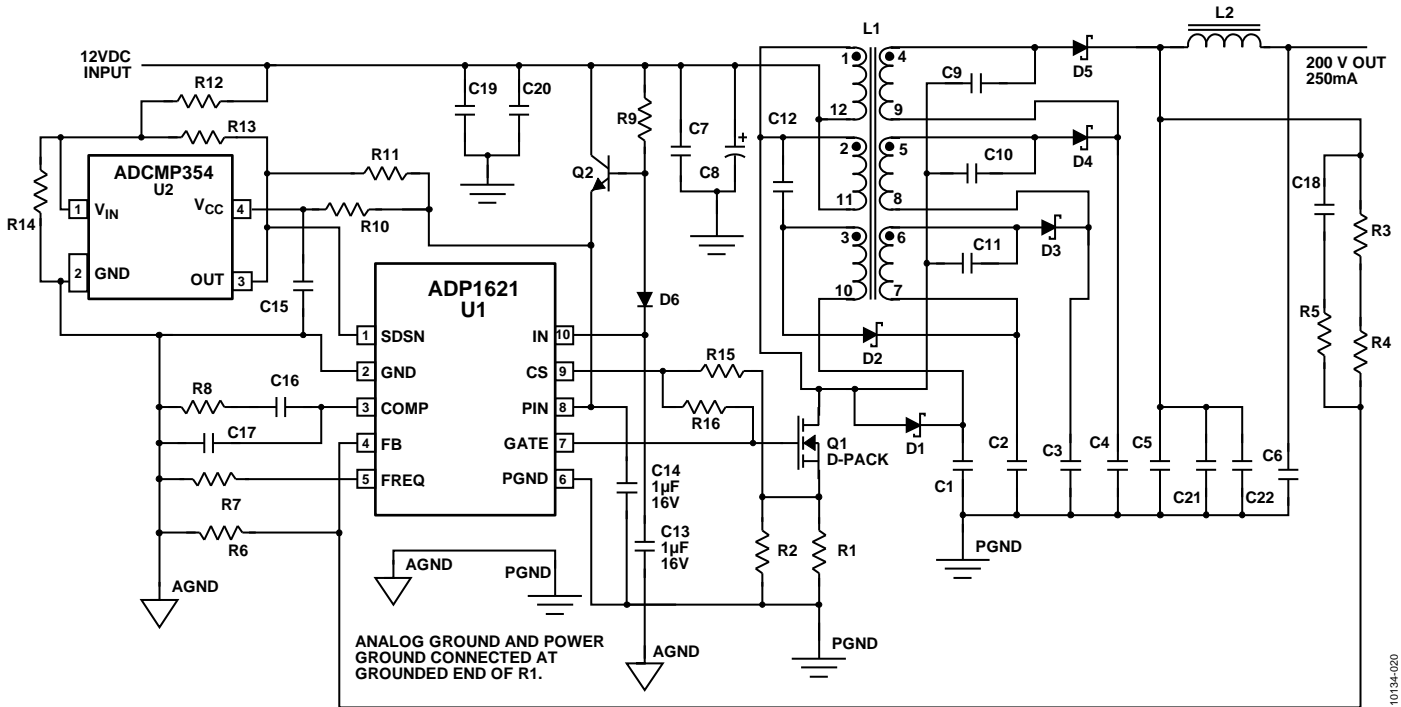 L1
L2
12VDC
INPUT
1
4
D5
200 V OUT
250mA
R12
C19
C20
C9
R13
R9
C7
C12
12
9
ADCMP354
U2
R11
Q2
C8
+
2
5
D4
C10
C18
R14
1
VIN
VCC
4
R10
11
8
R3
2
GND
3
6
D3
C11
OUT
3
C15
ADP1621
U1
D6
10
7
R5
R4
1
SDSN
IN
10
D2
2
GND
CS
9
R15
R8
C16
3
COMP
PIN
8
R16
C17
4
FB
GATE
7
Q1
D-PACK
D1
C2
C3
C4
C5
C6
5
FREQ
PGND
6
C14
1µF
16V
C1
C21
C22
R7
R6
C13
1µF
16V
R2
R1
PGND
AGND
AGND
PGND
ANALOG GROUND AND POWER
GROUND CONNECTED AT
GROUNDED END OF R1.
AGND
PGND
10134-020